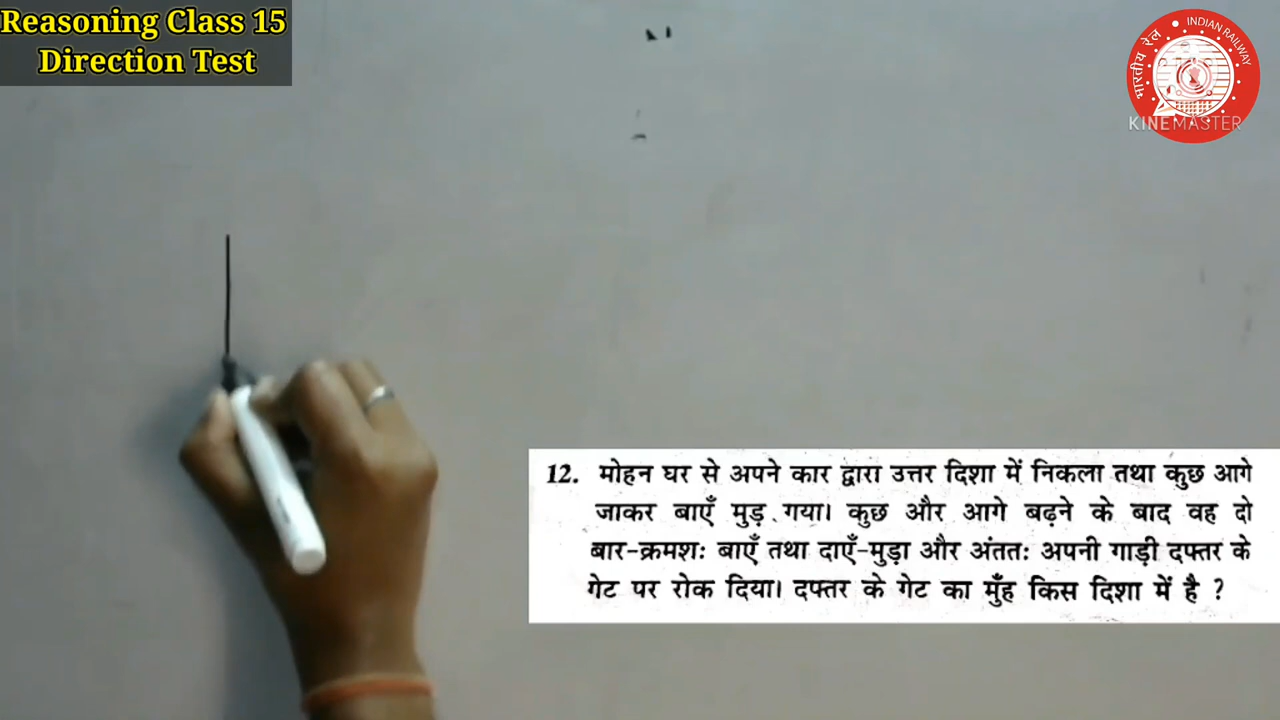 Reasoning Class 15
Direction Test
भारतीय रेल
INDIAN RAILWAY
KINEMASTER
12. मोहन घर से अपने कार द्वारा उत्तर दिशा में निकला तथा कुछ आगे
जाकर बाएँ मुड़ गया। कुछ और आगे बढ़ने के बाद वह दो
बार-क्रमशः बाएँ तथा दाएँ-मुड़ा और अंततः अपनी गाड़ी दफ्तर के
गेट पर रोक दिया। दफ्तर के गेट का मुँह किस दिशा में है ?